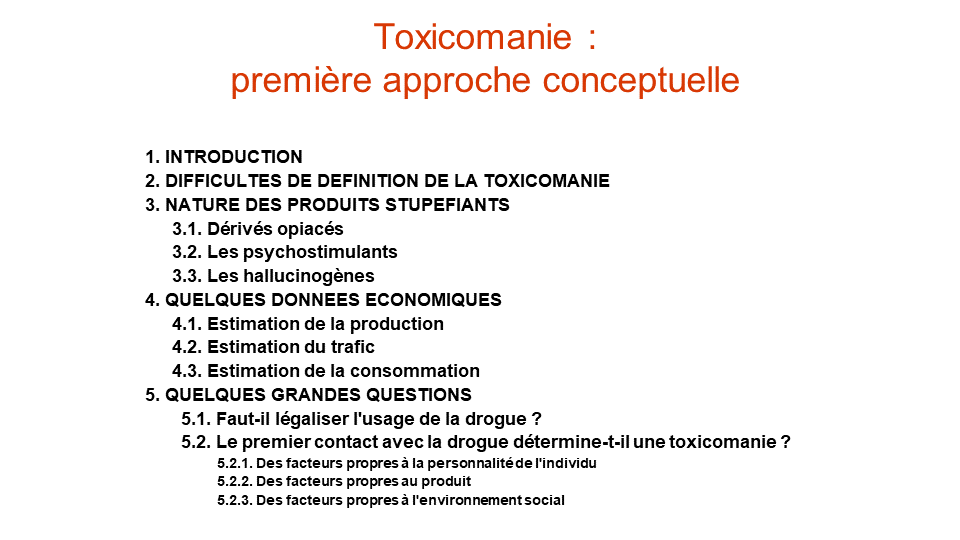 Toxicomanie :
première approche conceptuelle
1. INTRODUCTION
2. DIFFICULTES DE DEFINITION DE LA TOXICOMANIE
3. NATURE DES PRODUITS STUPEFIANTS
3.1. Dérivés opiacés
3.2. Les psychostimulants
3.3. Les hallucinogènes
4. QUELQUES DONNEES ECONOMIQUES
4.1. Estimation de la production
4.2. Estimation du trafic
4.3. Estimation de la consommation
5. QUELQUES GRANDES QUESTIONS
5.1. Faut-il légaliser l'usage de la drogue ?
5.2. Le premier contact avec la drogue détermine-t-il une toxicomanie ?
5.2.1. Des facteurs propres à la personnalité de l'individu
5.2.2. Des facteurs propres au produit
5.2.3. Des facteurs propres à l'environnement social